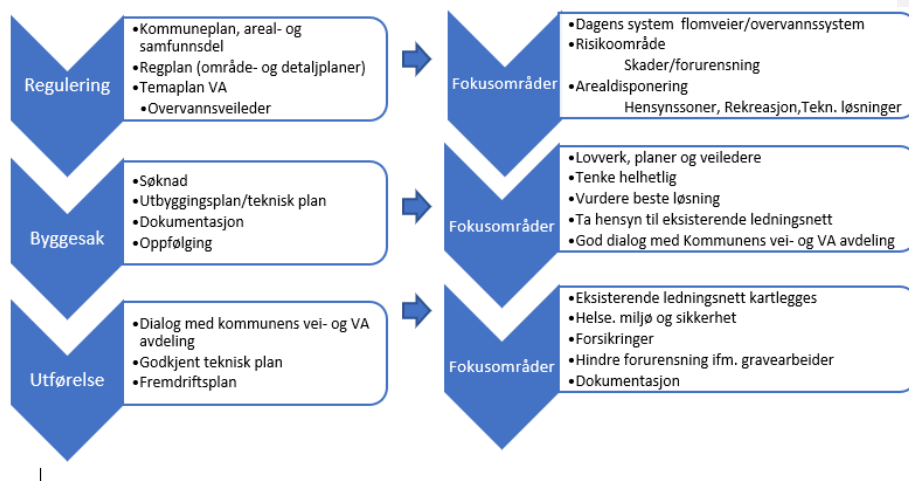 Regulering
•Kommuneplan, areal- og
samfunnsdel
•Regplan (område- og detaljplaner)
•Temaplan VA
•Overvannsveileder
Fokusområder
•Dagens system flomveier/overvannssystem
•Risikoområde
Skader/forurensning
•Arealdisponering
Hensynssoner, Rekreasjon,Tekn. løsninger
Byggesak
•Søknad
•Utbyggingsplan/teknisk plan
•Dokumentasjon
•Oppfølging
Fokusområder
•Lovverk, planer og veiledere
•Tenke helhetlig
•Vurdere beste løsning
•Ta hensyn til eksisterende ledningsnett
•God dialog med Kommunens vei- og VA avdeling
Utførelse
•Dialog med kommunens vei- og VA
avdeling
•Godkjent teknisk plan
•Fremdriftsplan
Fokusområder
•Eksisterende ledningsnett kartlegges
•Helse. miljø og sikkerhet
•Forsikringer
•Hindre forurensning ifm. gravearbeider
•Dokumentasjon